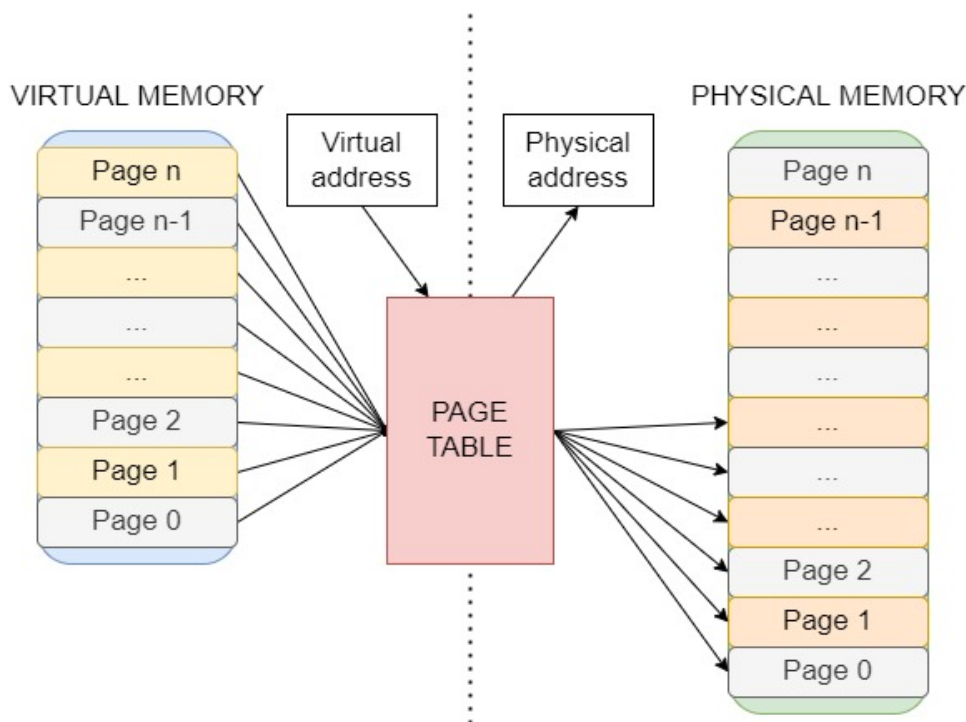 VIRTUAL MEMORY
Page n
Page n-1
...
...
...
Page 2
Page 1
Page 0
Virtual
address
Physical
address
PAGE
TABLE
PHYSICAL MEMORY
Page n
Page n-1
...
...
...
...
...
...
Page 2
Page 1
Page 0